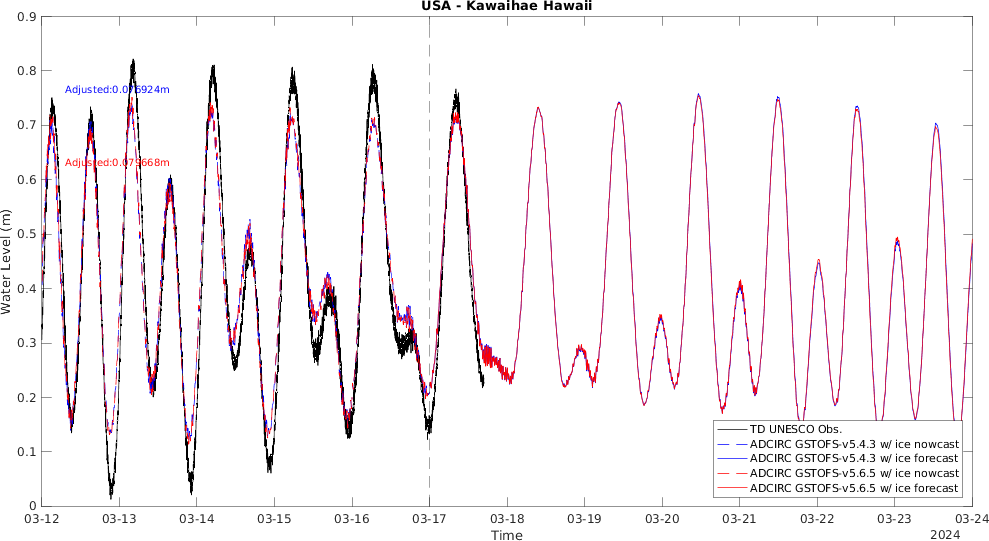 USA - Kawaihae Hawaii
0.9
0.8
0.7
0.6
0.5
0.4
0.3
0.2
0.1
0
Water Level (m)
Adjusted:0.076924m
Adjusted:0.079668m
TD UNESCO Obs.
ADCIRC GSTOFS-v5.4.3 w/ ice nowcast
ADCIRC GSTOFS-v5.4.3 w/ ice forecast
ADCIRC GSTOFS-v5.6.5 w/ ice nowcast
ADCIRC GSTOFS-v5.6.5 w/ ice forecast
03-12 03-13 03-14 03-15 03-16 03-17 03-18 03-19 03-20 03-21 03-22 03-23 03-24
Time
2024